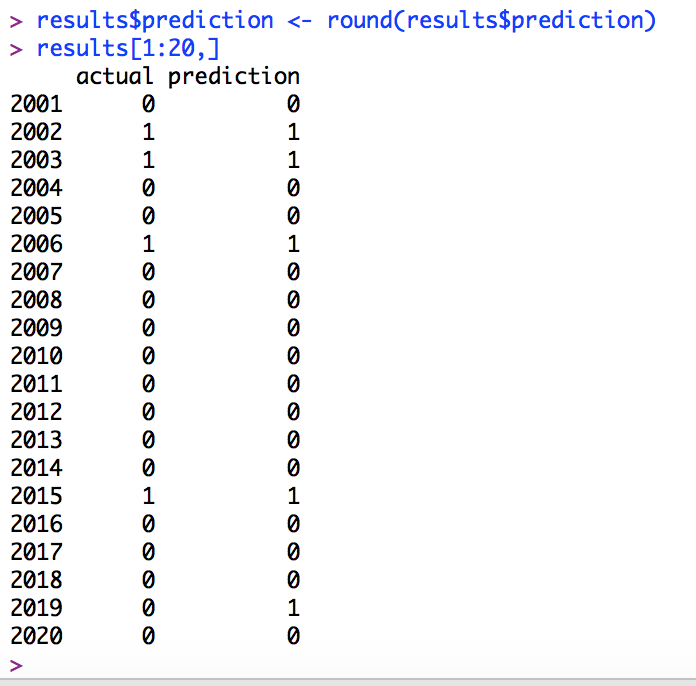 > results$prediction <- round(results$prediction)
> results[1:20,]
     actual prediction
2001      0          0
2002      1          1
2003      1          1
2004      0          0
2005      0          0
2006      1          1
2007      0          0
2008      0          0
2009      0          0
2010      0          0
2011      0          0
2012      0          0
2013      0          0
2014      0          0
2015      1          1
2016      0          0
2017      0          0
2018      0          0
2019      0          1
2020      0          0
>